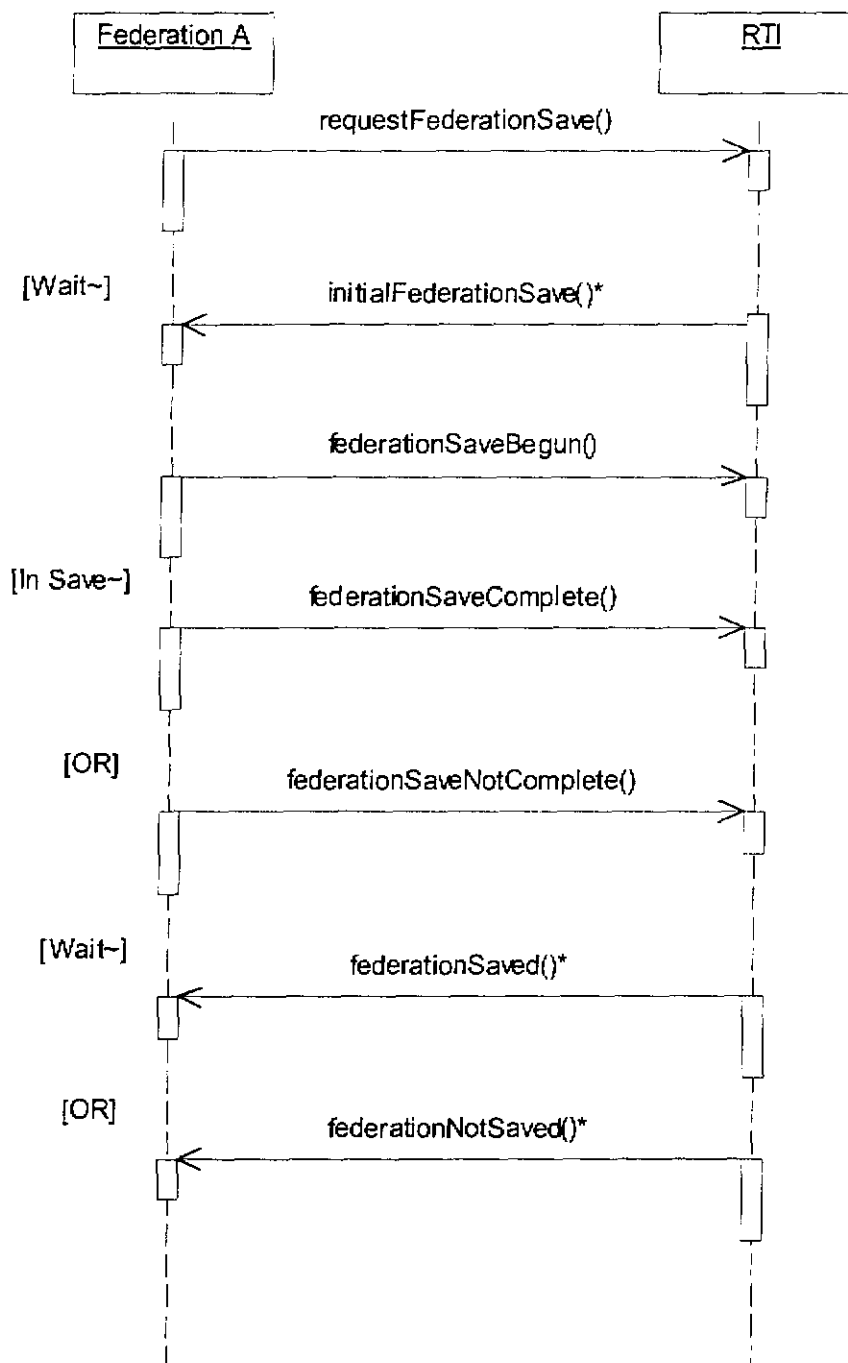 Federation A
RTI
requestFederationSave()
[Wait~]
initialFederationSave()*
federationSaveBegun()
[In Save~]
federationSaveComplete()
[OR]
federationSaveNotComplete()
[Wait~]
federationSaved()*
[OR]
federationNotSaved()*